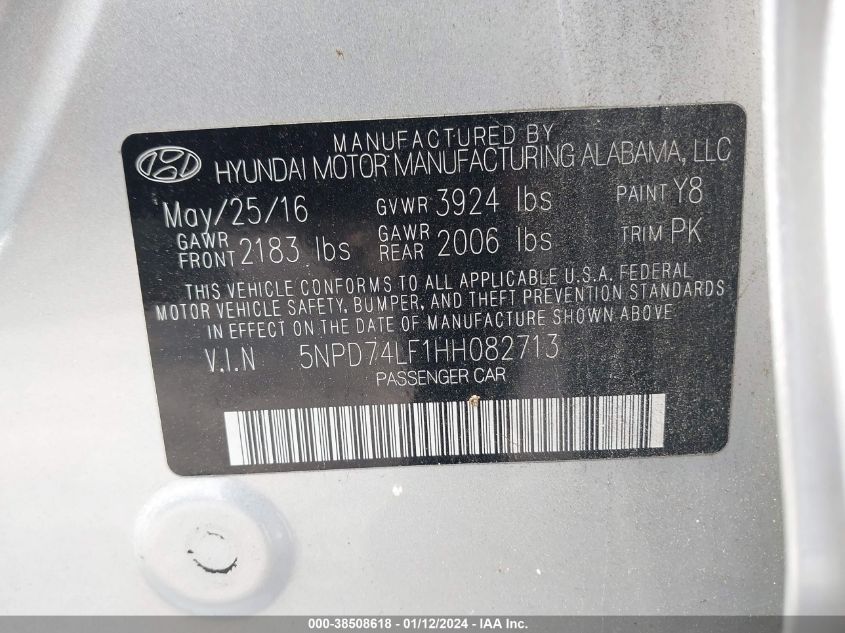 MANUFACTURED BY
HYUNDAI MOTOR MANUFACTURING ALABAMA, LLC
May/25/16 GVWR 3924 lbs PAINT Y8
GAWR FRONT 2183 lbs GAWR REAR 2006 lbs TRIM PK
THIS VEHICLE CONFORMS TO ALL APPLICABLE U.S.A. FEDERAL
MOTOR VEHICLE SAFETY, BUMPER, AND THEFT PREVENTION STANDARDS
IN EFFECT ON THE DATE OF MANUFACTURE SHOWN ABOVE.
V.I.N 5NPD74LF1HH082713
PASSENGER CAR
000-38508618 - 01/12/2024 - IAA Inc.